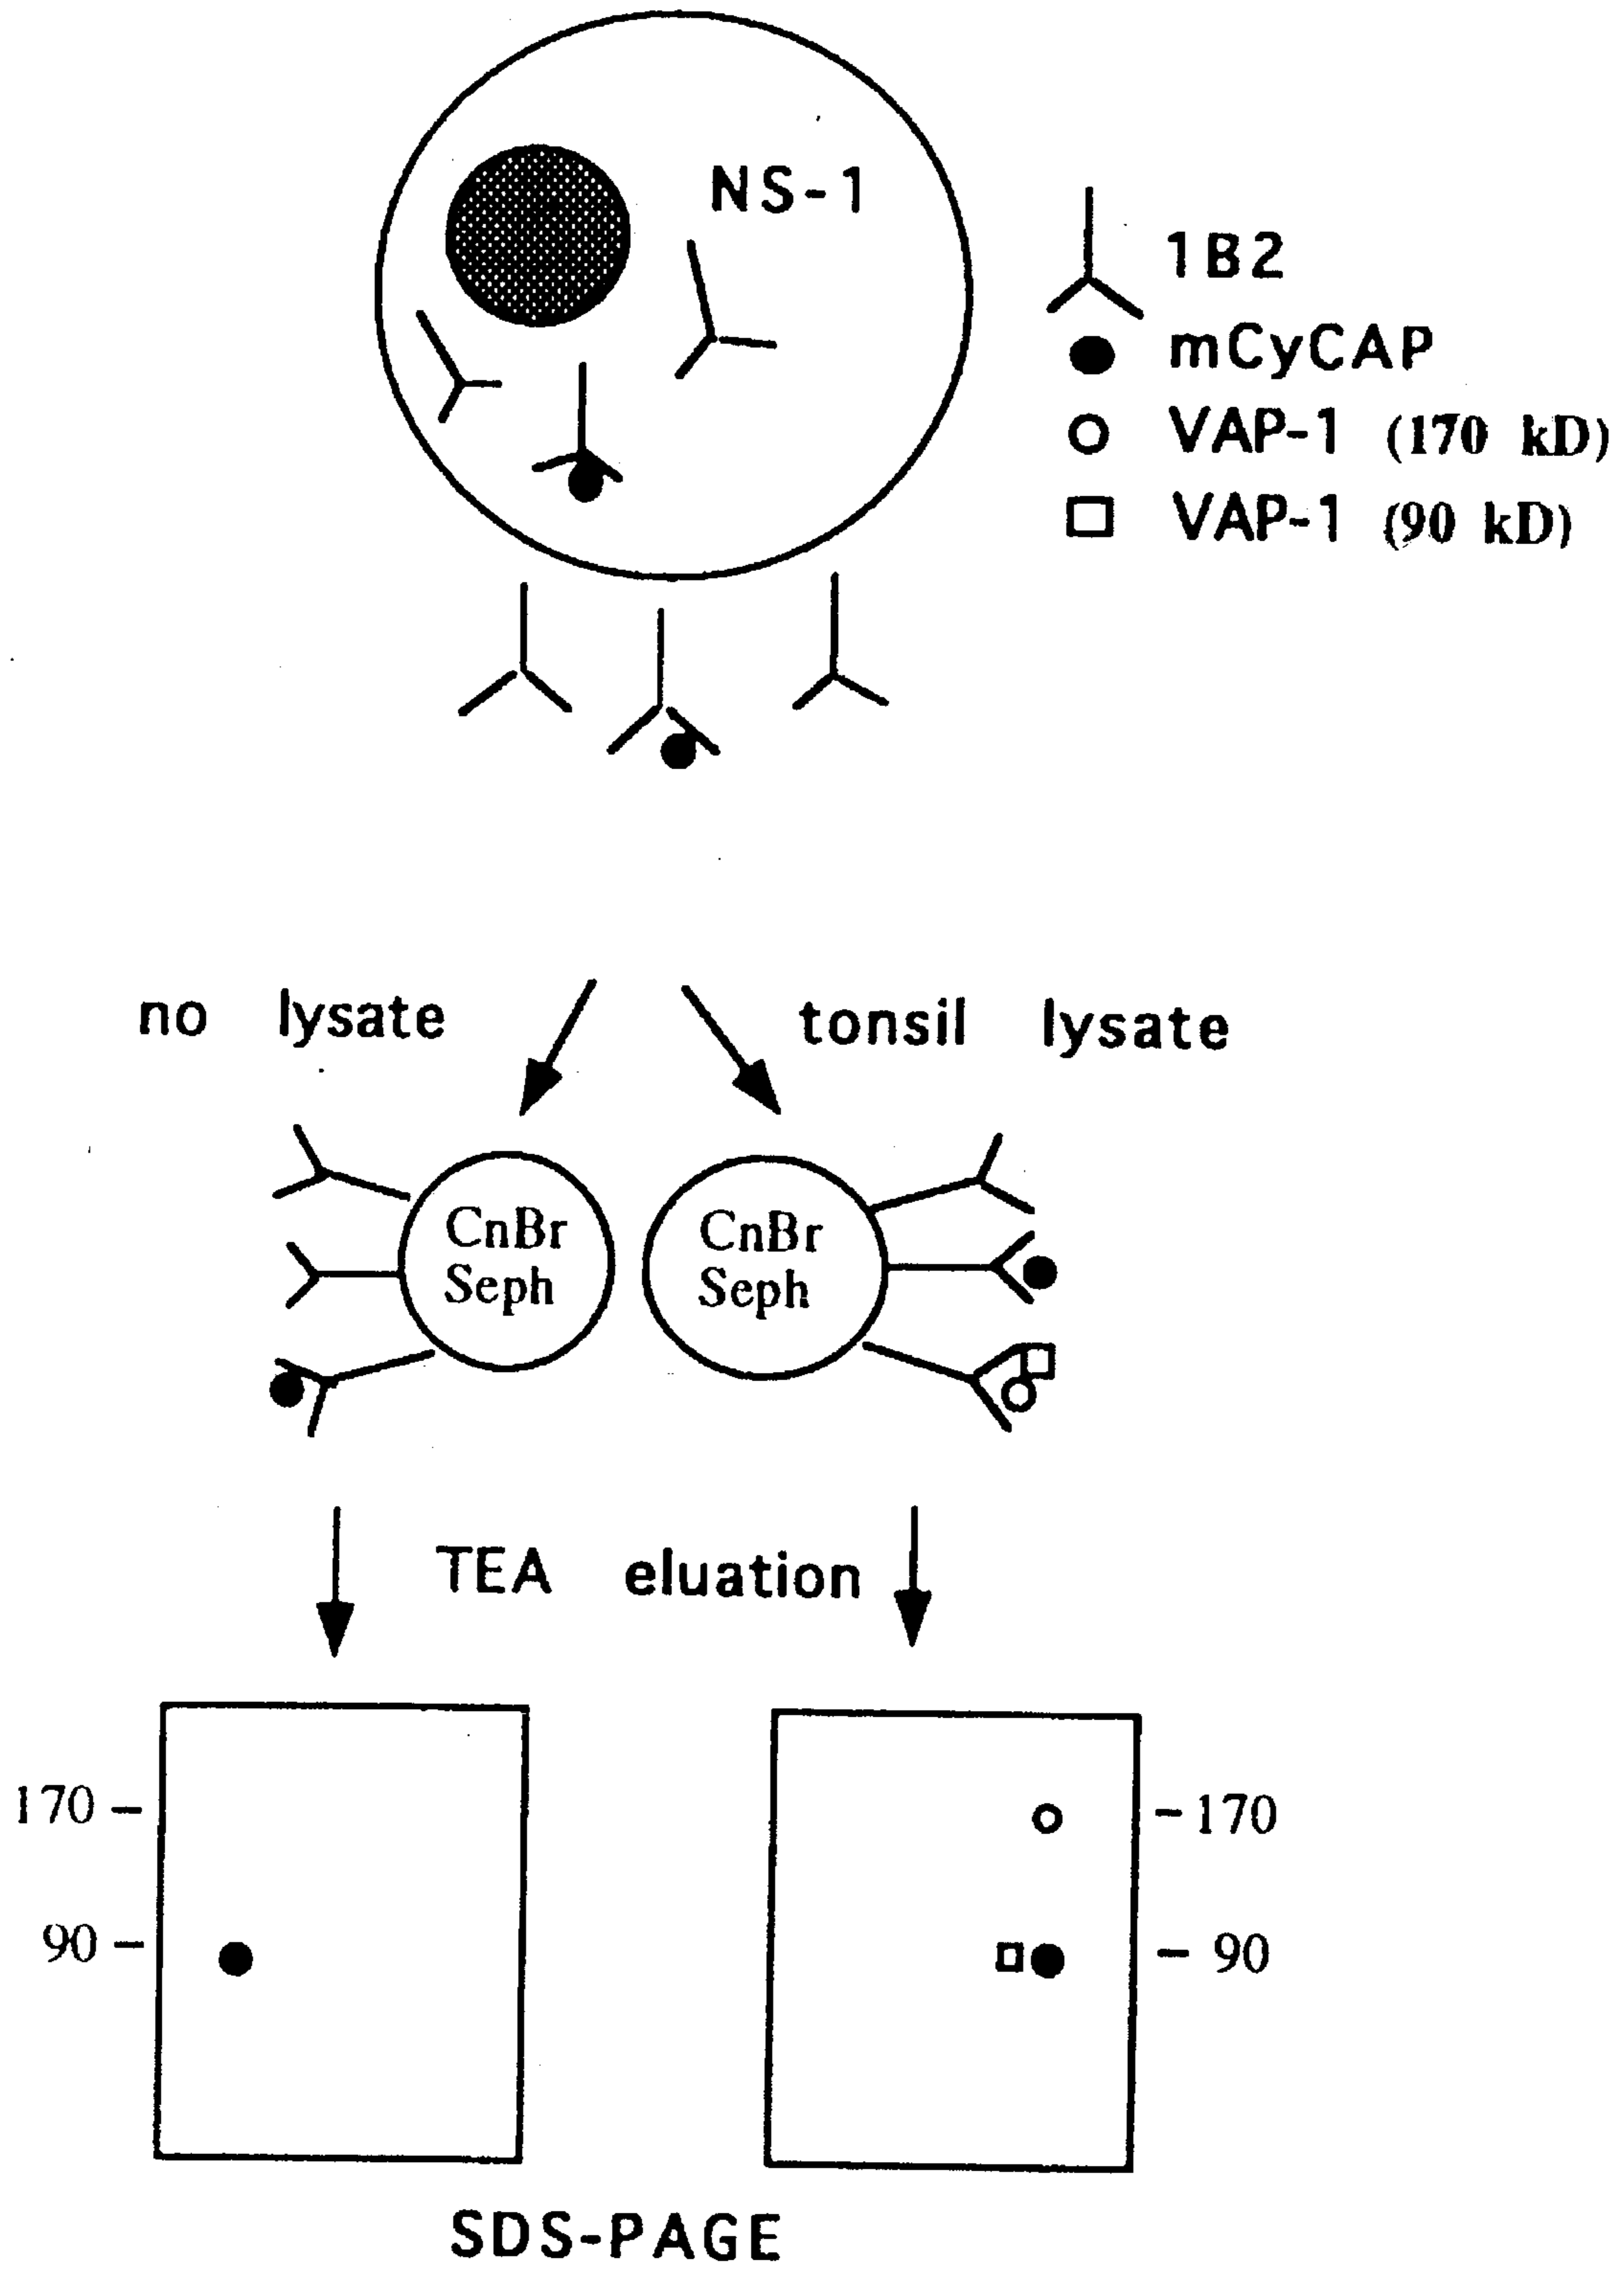 NS-1
1B2
mCyCAP
VAP-1 (170 kD)
VAP-1 (90 kD)
no lysate
tonsil lysate
CnBr
Seph
CnBr
Seph
TEA eluation
170
90
170
90
SDS-PAGE